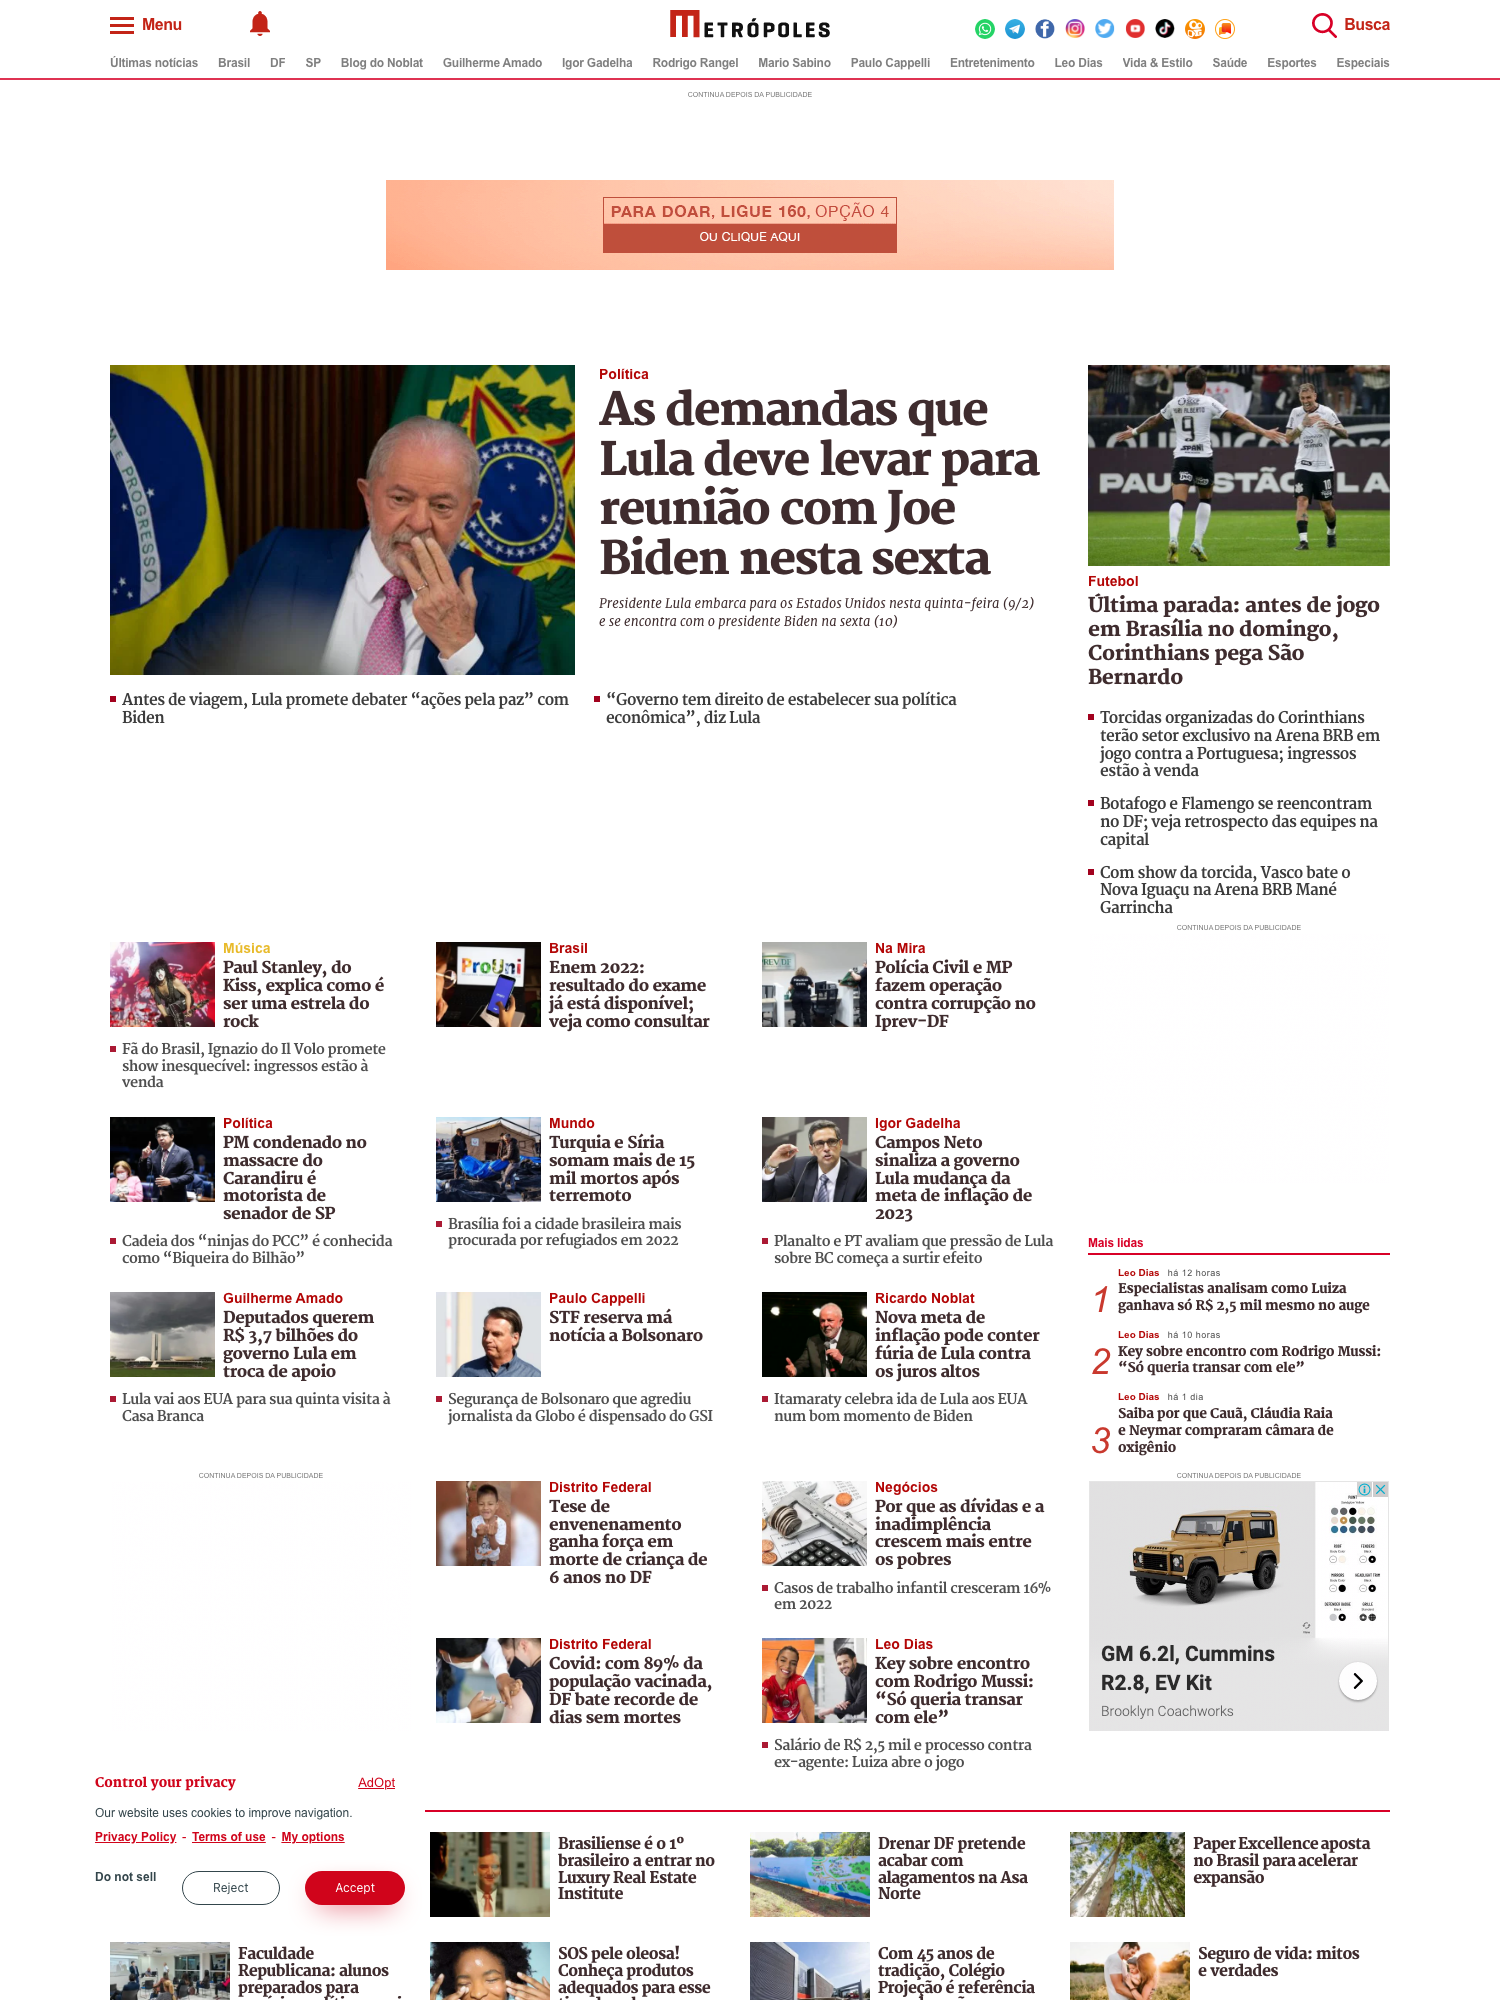 Menu
METRÓPOLES
Busca
Últimas notícias Brasil DF SP Blog do Noblat Guilherme Amado Igor Gadelha Rodrigo Rangel Mario Sabino Paulo Cappelli Entretenimento Leo Dias Vida & Estilo Saúde Esportes Especiais
CONTINUA DEPOIS DA PUBLICIDADE
PARA DOAR, LIGUE 160, OPÇÃO 4
OU CLIQUE AQUI
Política
As demandas que
Lula deve levar para
reunião com Joe
Biden nesta sexta
Presidente Lula embarca para os Estados Unidos nesta quinta-feira (9/2)
e se encontra com o presidente Biden na sexta (10)
Antes de viagem, Lula promete debater “ações pela paz” com
Biden
“Governo tem direito de estabelecer sua política
econômica”, diz Lula
Futebol
Última parada: antes de jogo
em Brasília no domingo,
Corinthians pega São
Bernardo
Torcidas organizadas do Corinthians
terão setor exclusivo na Arena BRB em
jogo contra a Portuguesa; ingressos
estão à venda
Botafogo e Flamengo se reencontram
no DF; veja retrospecto das equipes na
capital
Com show da torcida, Vasco bate o
Nova Iguaçu na Arena BRB Mané
Garrincha
CONTINUA DEPOIS DA PUBLICIDADE
Música
Paul Stanley, do
Kiss, explica como é
ser uma estrela do
rock
Fã do Brasil, Ignazio do Il Volo promete
show inesquecível: ingressos estão à
venda
ProUni
Brasil
Enem 2022:
resultado do exame
já está disponível;
veja como consultar
Na Mira
Polícia Civil e MP
fazem operação
contra corrupção no
Iprev-DF
Política
PM condenado no
massacre do
Carandiru é
motorista de
senador de SP
Cadeia dos “ninjas do PCC” é conhecida
como “Biqueira do Bilhão”
Mundo
Turquia e Síria
somam mais de 15
mil mortos após
terremoto
Brasília foi a cidade brasileira mais
procurada por refugiados em 2022
Igor Gadelha
Campos Neto
sinaliza a governo
Lula mudança da
meta de inflação de
2023
Planalto e PT avaliam que pressão de Lula
sobre BC começa a surtir efeito
Mais lidas
Leo Dias há 12 horas
1 Especialistas analisam como Luiza
ganhava só R$ 2,5 mil mesmo no auge
Leo Dias há 10 horas
2 Key sobre encontro com Rodrigo Mussi:
“Só queria transar com ele”
Leo Dias há 1 dia
3 Saiba por que Cauã, Cláudia Raia
e Neymar compraram câmara de
oxigênio
Guilherme Amado
Deputados querem
R$ 3,7 bilhões do
governo Lula em
troca de apoio
Lula vai aos EUA para sua quinta visita à
Casa Branca
Paulo Cappelli
STF reserva má
notícia a Bolsonaro
Segurança de Bolsonaro que agrediu
jornalista da Globo é dispensado do GSI
Ricardo Noblat
Nova meta de
inflação pode conter
fúria de Lula contra
os juros altos
Itamaraty celebra ida de Lula aos EUA
num bom momento de Biden
CONTINUA DEPOIS DA PUBLICIDADE
Distrito Federal
Tese de
envenenamento
ganha força em
morte de criança de
6 anos no DF
Negócios
Por que as dívidas e a
inadimplência
crescem mais entre
os pobres
Casos de trabalho infantil cresceram 16%
em 2022
CONTINUA DEPOIS DA PUBLICIDADE
GM 6.2l, Cummins
R2.8, EV Kit
Brooklyn Coachworks
Distrito Federal
Covid: com 89% da
população vacinada,
DF bate recorde de
dias sem mortes
Leo Dias
Key sobre encontro
com Rodrigo Mussi:
“Só queria transar
com ele”
Salário de R$ 2,5 mil e processo contra
ex-agente: Luiza abre o jogo
Control your privacy
AdOpt
Our website uses cookies to improve navigation.
Privacy Policy - Terms of use - My options
Do not sell
Reject
Accept
Brasiliense é o 1º
brasileiro a entrar no
Luxury Real Estate
Institute
Drenar DF pretende
acabar com
alagamentos na Asa
Norte
Paper Excellence aposta
no Brasil para acelerar
expansão
Faculdade
Republicana: alunos
preparados para
SOS pele oleosa!
Conheça produtos
adequados para esse
Com 45 anos de
tradição, Colégio
Projeção é referência
Seguro de vida: mitos
e verdades